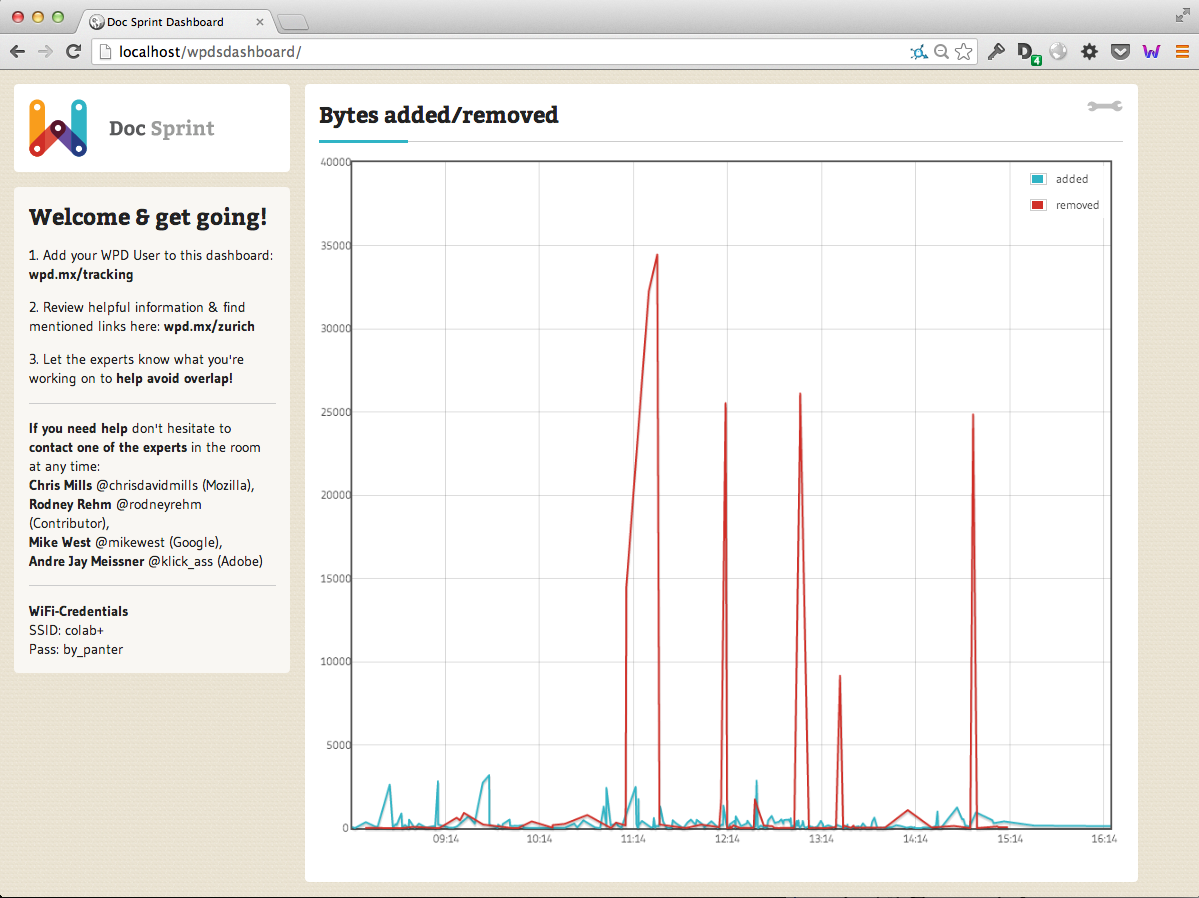 Doc Sprint Dashboard
localhost/wpdsdashboard/
4
Doc Sprint
Welcome & get going!
1. Add your WPD User to this dashboard:
wpd.mx/tracking
2. Review helpful information & find
mentioned links here: wpd.mx/zurich
3. Let the experts know what you're
working on to help avoid overlap!
If you need help don't hesitate to
contact one of the experts in the room
at any time:
Chris Mills @chrisdavidmills (Mozilla),
Rodney Rehm @rodneyrehm
(Contributor),
Mike West @mikewest (Google),
Andre Jay Meissner @klick_ass (Adobe)
WiFi-Credentials
SSID: colab+
Pass: by_panter
Bytes added/removed
added
removed
40000
35000
30000
25000
20000
15000
10000
5000
0
09:14 10:14 11:14 12:14 13:14 14:14 15:14 16:14